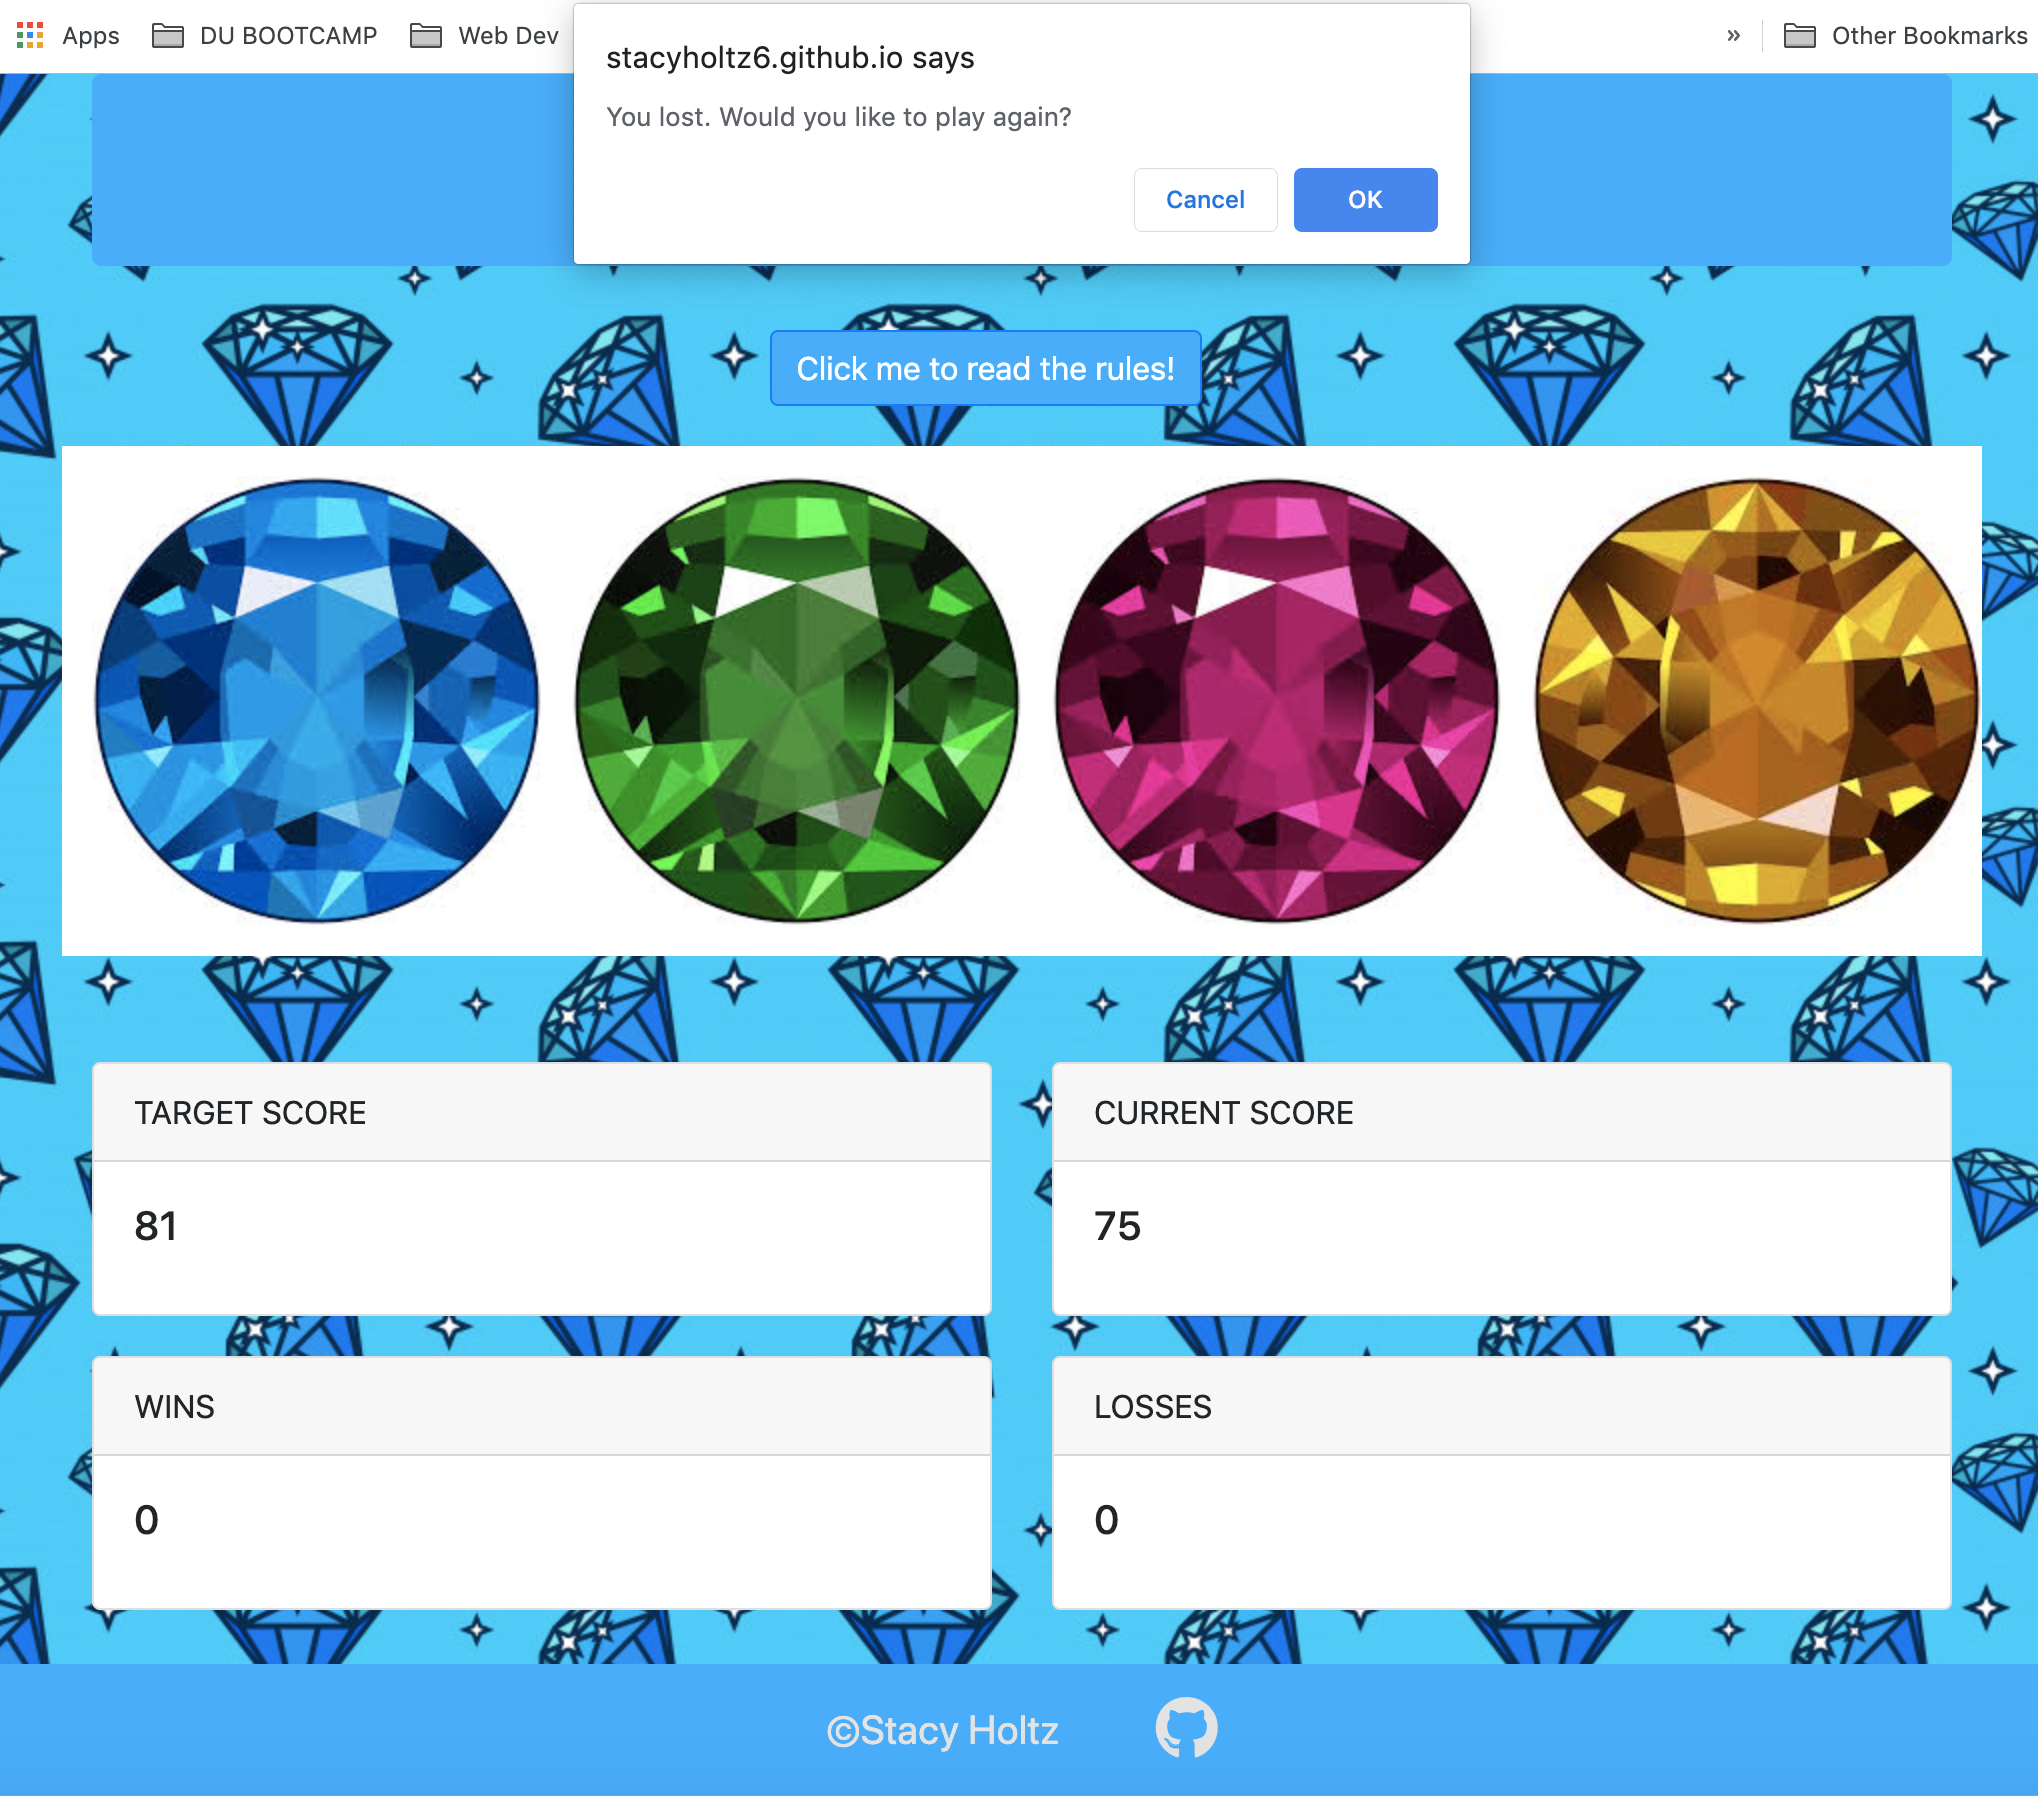 Apps DU BOOTCAMP Web Dev » Other Bookmarks
stacyholtz6.github.io says
You lost. Would you like to play again?
Cancel OK
Click me to read the rules!
TARGET SCORE
81
CURRENT SCORE
75
WINS
0
LOSSES
0
©Stacy Holtz